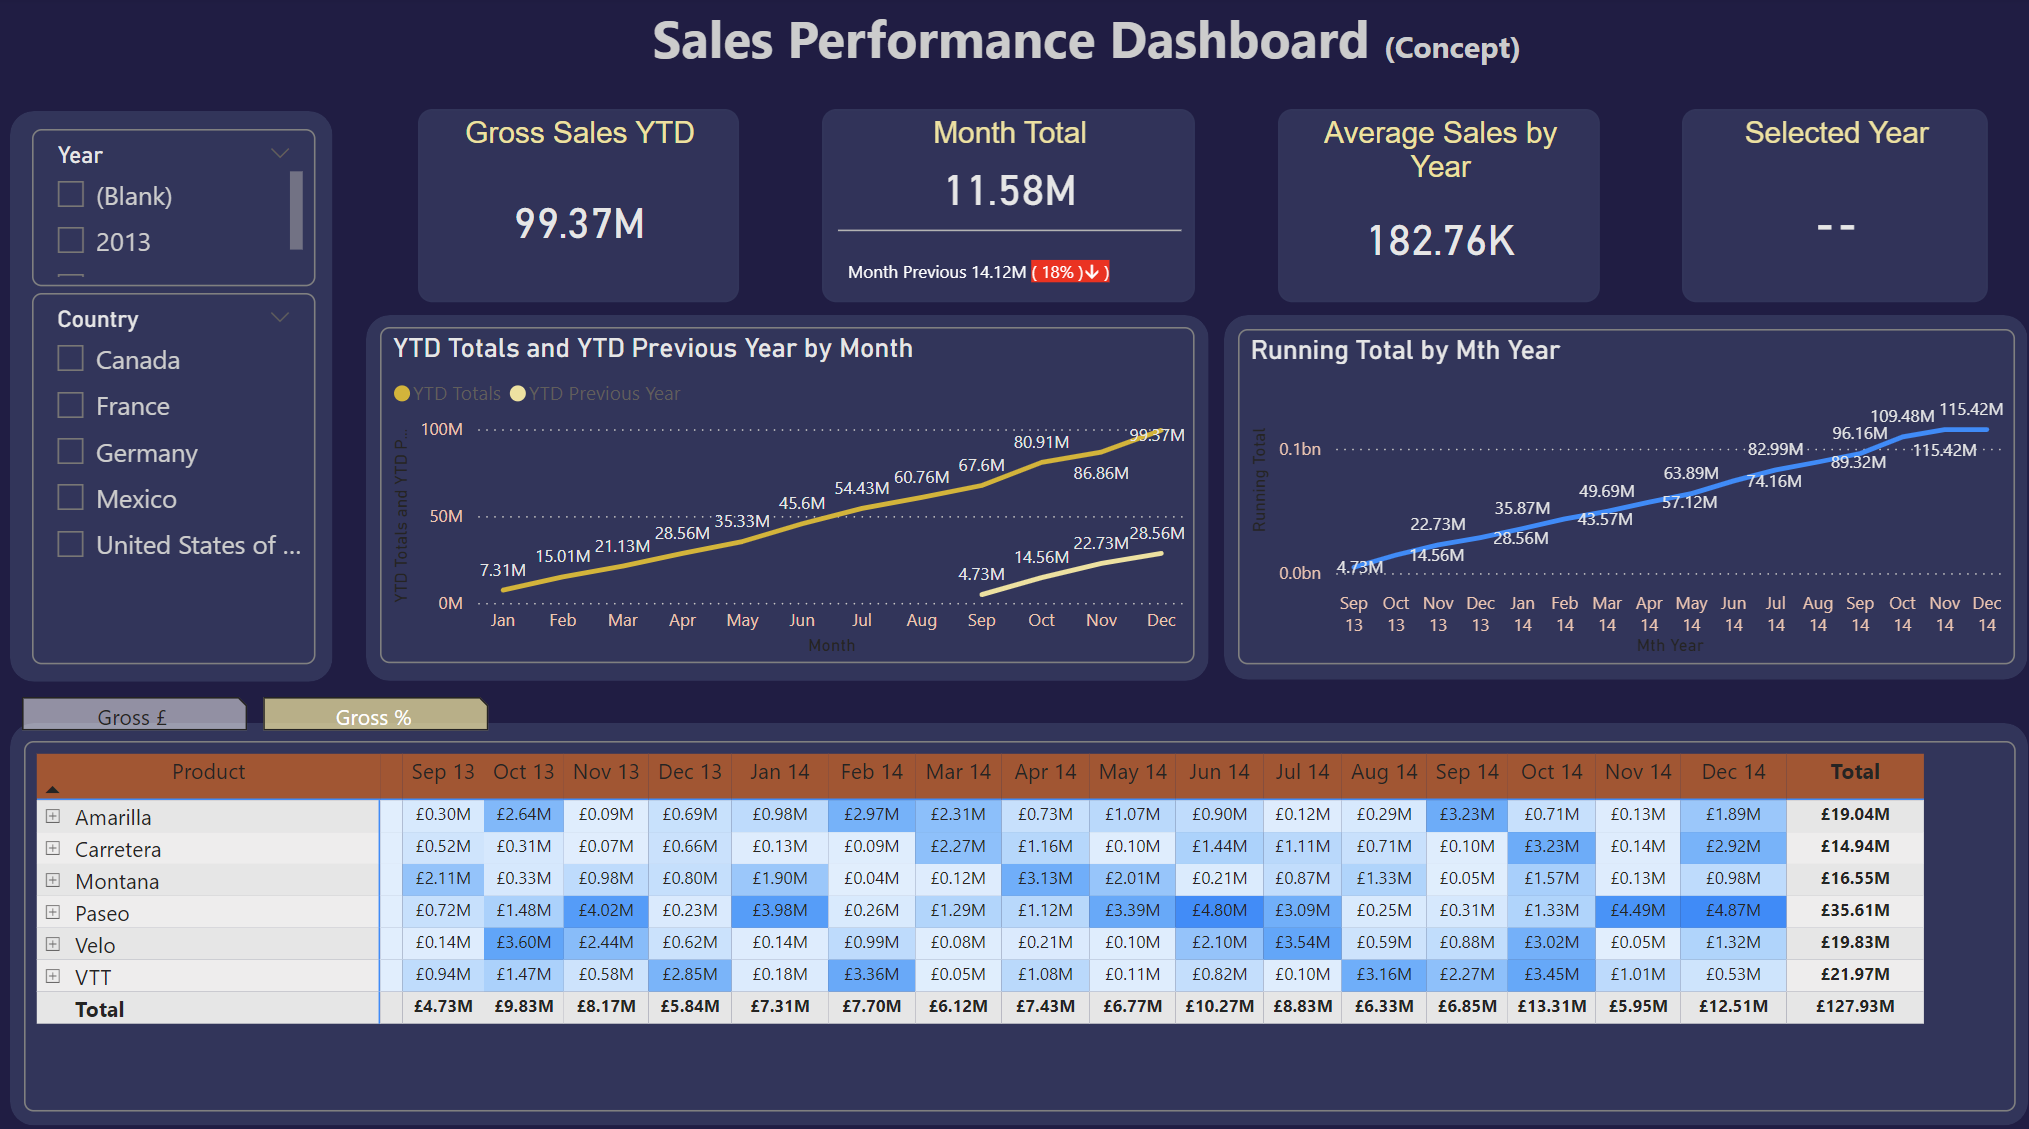 Sales Performance Dashboard (Concept)
Year
(Blank)
2013
Country
Canada
France
Germany
Mexico
United States of ...
Gross Sales YTD
99.37M
Month Total
11.58M
Month Previous 14.12M ( 18% )↓ )
Average Sales by
Year
182.76K
Selected Year
--
YTD Totals and YTD Previous Year by Month
YTD Totals YTD Previous Year
YTD Totals and YTD P...
100M
50M
0M
7.31M
15.01M
21.13M
28.56M
35.33M
45.6M
54.43M
60.76M
67.6M
80.91M
86.86M
99.37M
4.73M
14.56M
22.73M
28.56M
Jan Feb Mar Apr May Jun Jul Aug Sep Oct Nov Dec
Month
Running Total by Mth Year
Running Total
0.1bn
0.0bn
4.73M
14.56M
22.73M
28.56M
35.87M
43.57M
49.69M
57.12M
63.89M
74.16M
82.99M
89.32M
96.16M
109.48M
115.42M
115.42M
Sep Oct Nov Dec Jan Feb Mar Apr May Jun Jul Aug Sep Oct Nov Dec
13 13 13 13 14 14 14 14 14 14 14 14 14 14 14 14
Mth Year
Gross £ Gross %
Product Sep 13 Oct 13 Nov 13 Dec 13 Jan 14 Feb 14 Mar 14 Apr 14 May 14 Jun 14 Jul 14 Aug 14 Sep 14 Oct 14 Nov 14 Dec 14 Total
Amarilla £0.30M £2.64M £0.09M £0.69M £0.98M £2.97M £2.31M £0.73M £1.07M £0.90M £0.12M £0.29M £3.23M £0.71M £0.13M £1.89M £19.04M
Carretera £0.52M £0.31M £0.07M £0.66M £0.13M £0.09M £2.27M £1.16M £0.10M £1.44M £1.11M £0.71M £0.10M £3.23M £0.14M £2.92M £14.94M
Montana £2.11M £0.33M £0.98M £0.80M £1.90M £0.04M £0.12M £3.13M £2.01M £0.21M £0.87M £1.33M £0.05M £1.57M £0.13M £0.98M £16.55M
Paseo £0.72M £1.48M £4.02M £0.23M £3.98M £0.26M £1.29M £1.12M £3.39M £4.80M £3.09M £0.25M £0.31M £1.33M £4.49M £4.87M £35.61M
Velo £0.14M £3.60M £2.44M £0.62M £0.14M £0.99M £0.08M £0.21M £0.10M £2.10M £3.54M £0.59M £0.88M £3.02M £0.05M £1.32M £19.83M
VTT £0.94M £1.47M £0.58M £2.85M £0.18M £3.36M £0.05M £1.08M £0.11M £0.82M £0.10M £3.16M £2.27M £3.45M £1.01M £0.53M £21.97M
Total £4.73M £9.83M £8.17M £5.84M £7.31M £7.70M £6.12M £7.43M £6.77M £10.27M £8.83M £6.33M £6.85M £13.31M £5.95M £12.51M £127.93M